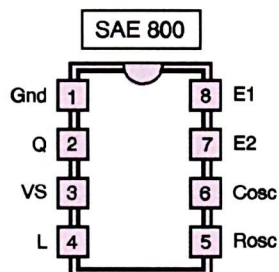 SAE 800
Gnd 1 8 E1
Q 2 7 E2
VS 3 6 Cosc
L 4 5 Rosc